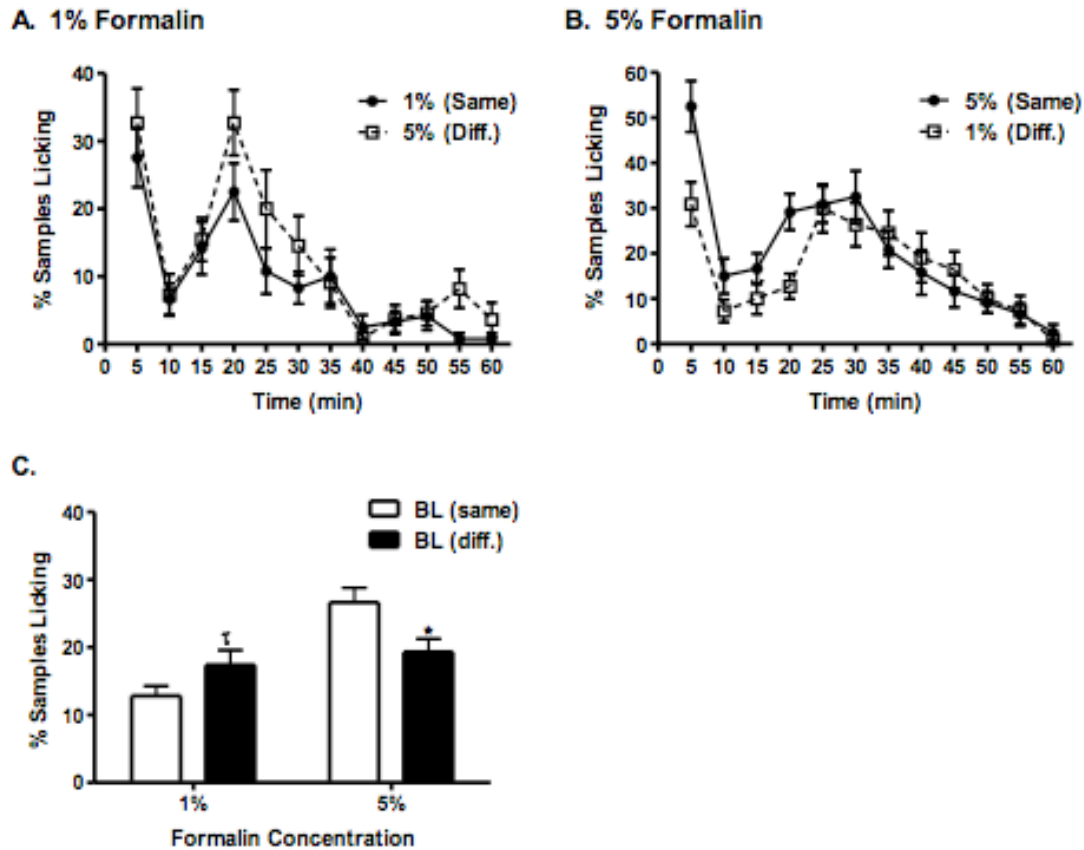 A. 1% Formalin
40
30
20
10
0
% Samples Licking
1% (Same)
5% (Diff.)
0 5 10 15 20 25 30 35 40 45 50 55 60
Time (min)
B. 5% Formalin
60
50
40
30
20
10
0
% Samples Licking
5% (Same)
1% (Diff.)
0 5 10 15 20 25 30 35 40 45 50 55 60
Time (min)
C.
40
30
20
10
0
% Samples Licking
BL (same)
BL (diff.)
*
1% 5%
Formalin Concentration